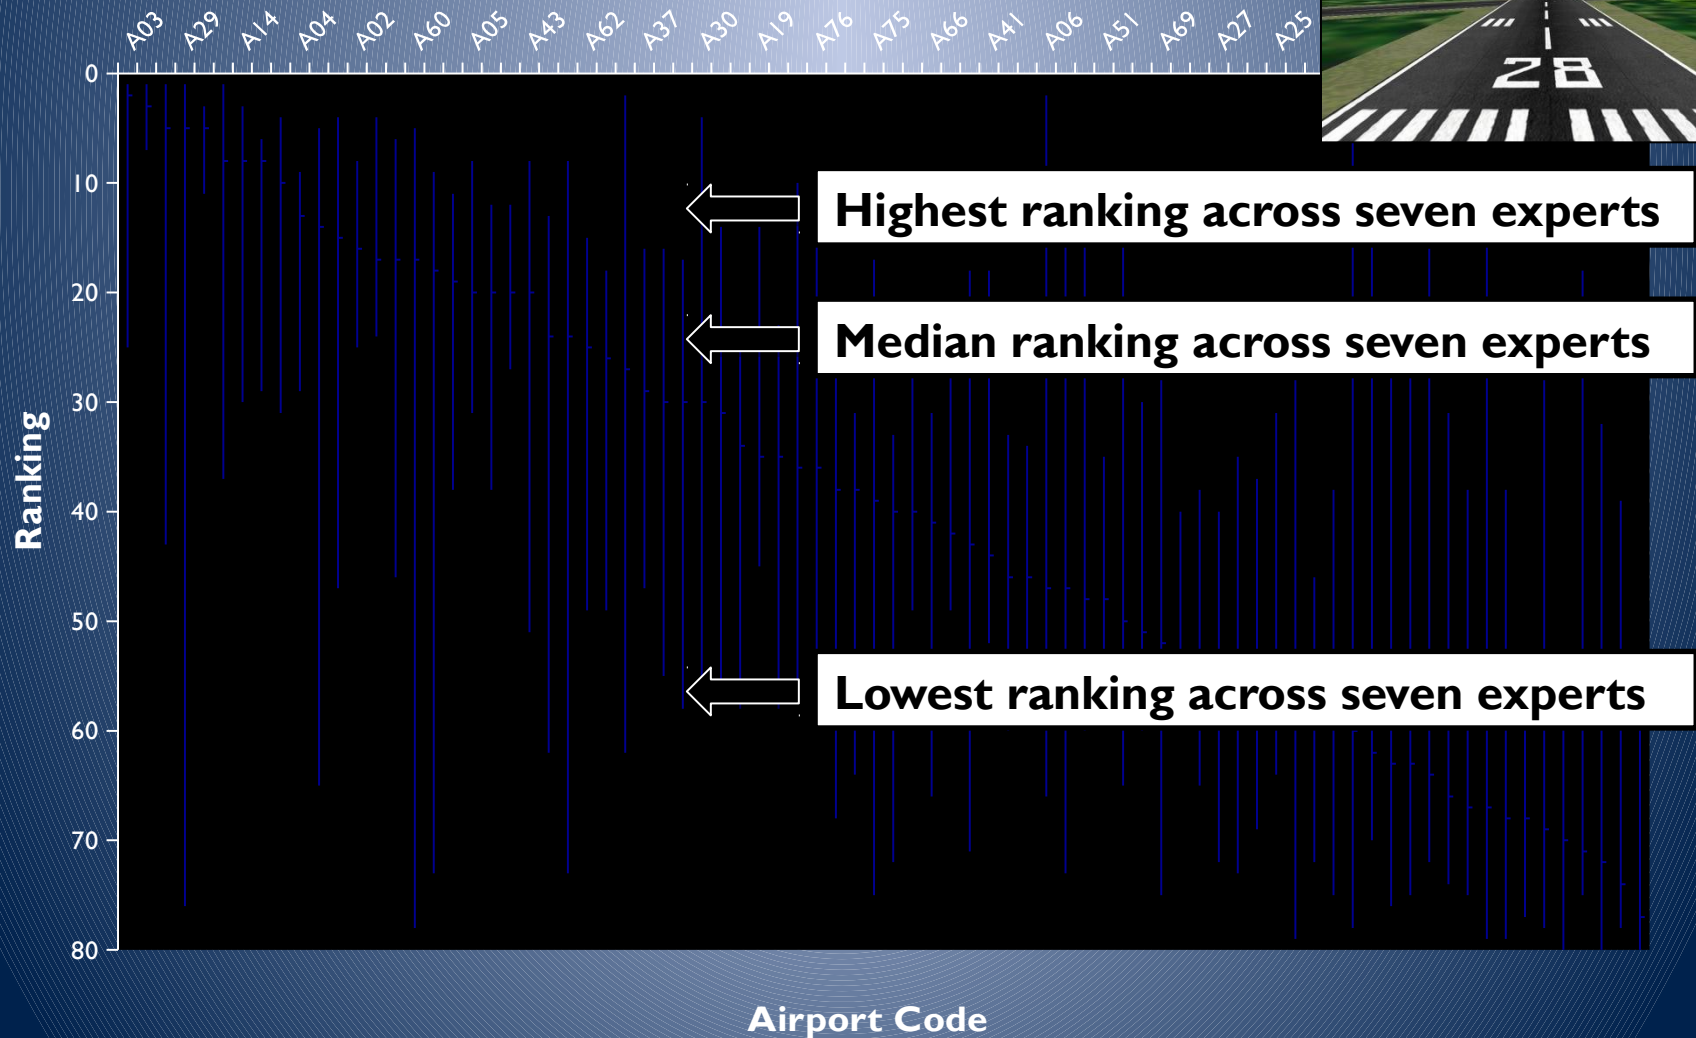 A03 A29 A14 A04 A02 A60 A05 A43 A62 A37 A30 A19 A76 A75 A66 A41 A06 A51 A69 A27 A25
28
0
10
Highest ranking across seven experts
20
Median ranking across seven experts
30
Ranking
40
50
Lowest ranking across seven experts
60
70
80
Airport Code